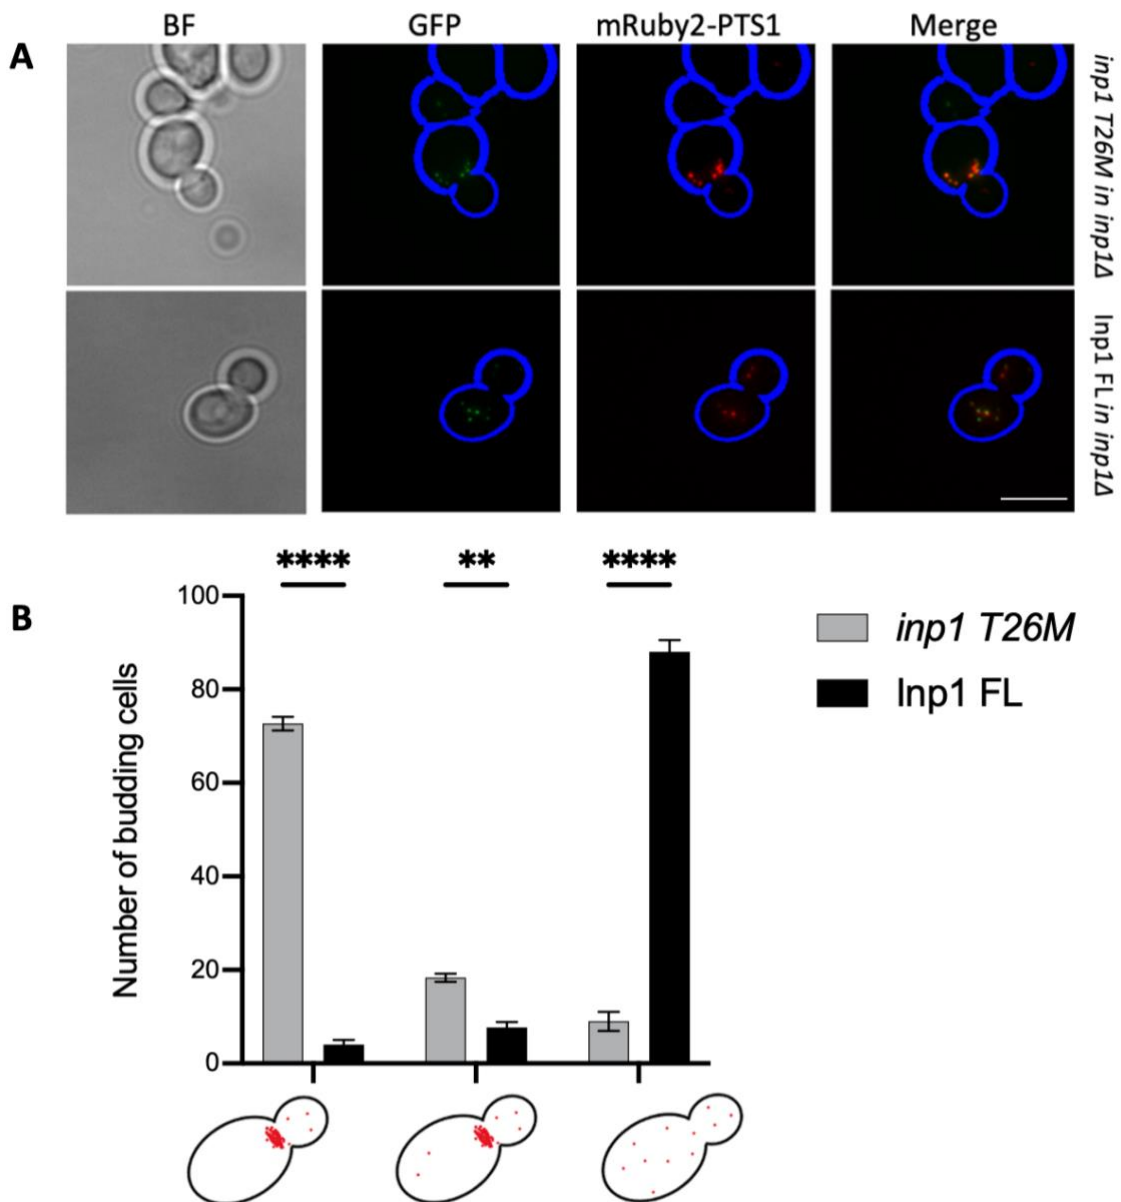 A
BF
GFP
mRuby2-PTS1
Merge
inp1 T26M in inp1Δ
Inp1 FL in inp1Δ
B
****
**
****
Number of budding cells
100
80
60
40
20
0
inp1 T26M
Inp1 FL